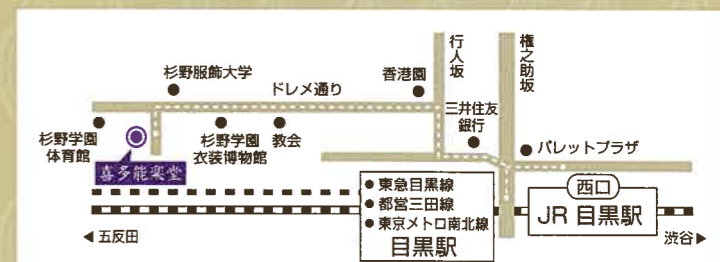 行人坂
権之助坂
杉野服飾大学
ドレメ通り
香港園
三井住友
銀行
杉野学園
体育館
杉野学園
衣装博物館
教会
パレットプラザ
喜多能楽堂
●東急目黒線
●都営三田線
●東京メトロ南北線
目黒駅
西口
JR 目黒駅
◀五反田
渋谷▶